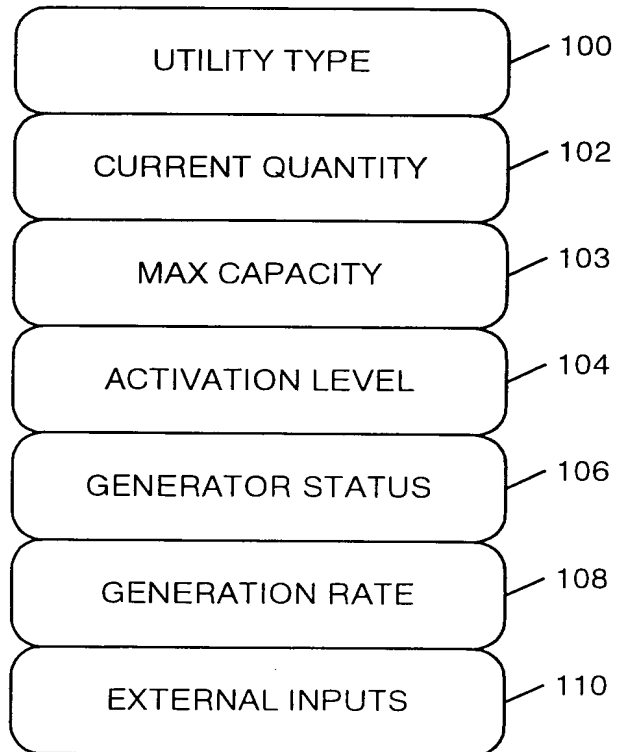 UTILITY TYPE 100
CURRENT QUANTITY 102
MAX CAPACITY 103
ACTIVATION LEVEL 104
GENERATOR STATUS 106
GENERATION RATE 108
EXTERNAL INPUTS 110